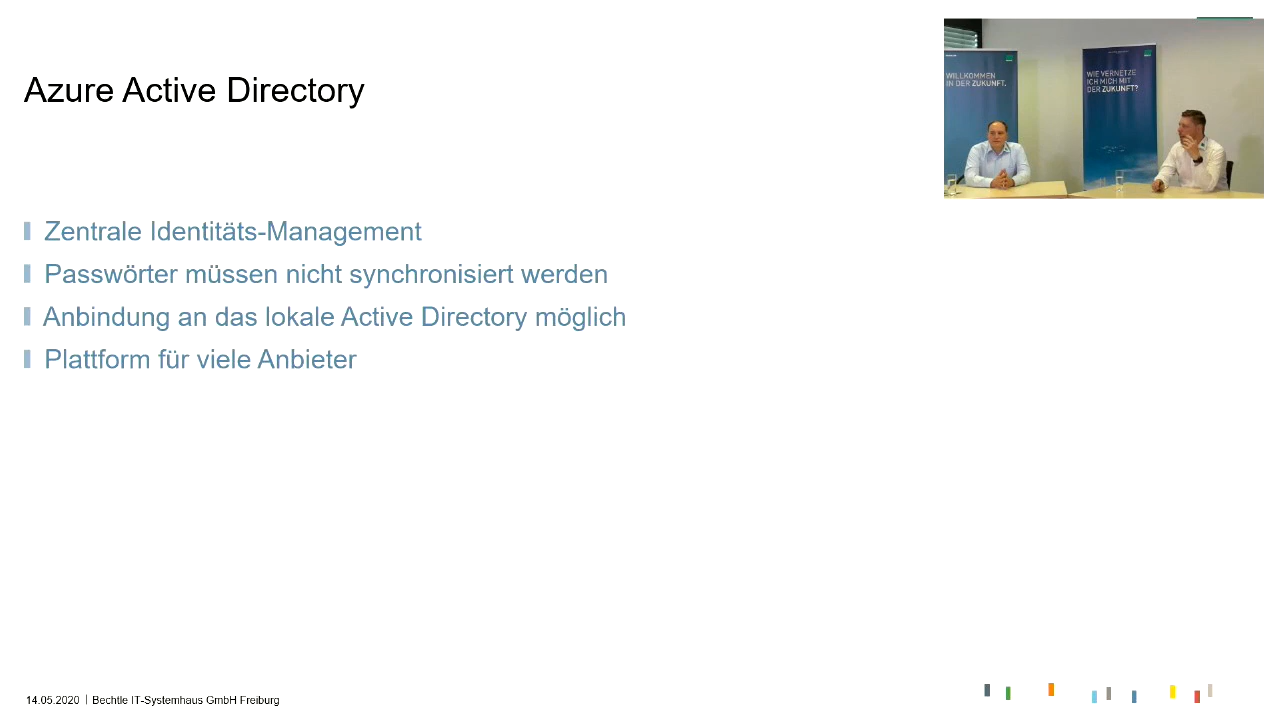 Azure Active Directory
WILLKOMMEN
IN DER ZUKUNFT.
WIE VERNETZE
ICH MICH MIT
DER ZUKUNFT?
Zentrale Identitäts-Management
Passwörter müssen nicht synchronisiert werden
Anbindung an das lokale Active Directory möglich
Plattform für viele Anbieter
14.05.2020 | Bechtle IT-Systemhaus GmbH Freiburg